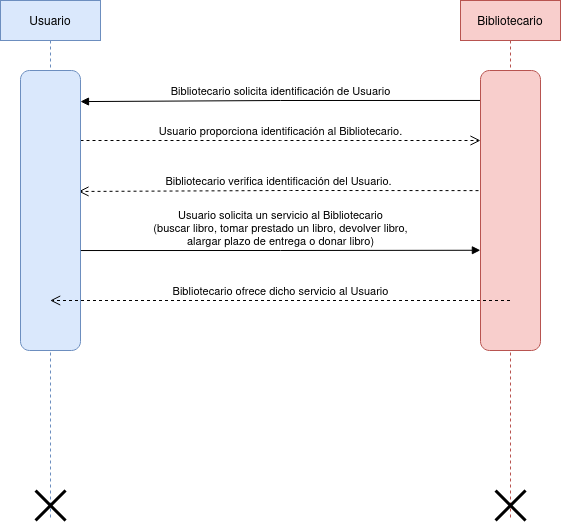 Usuario
Bibliotecario
Bibliotecario solicita identificación de Usuario
Usuario proporciona identificación al Bibliotecario.
Bibliotecario verifica identificación del Usuario.
Usuario solicita un servicio al Bibliotecario
(buscar libro, tomar prestado un libro, devolver libro,
alargar plazo de entrega o donar libro)
Bibliotecario ofrece dicho servicio al Usuario